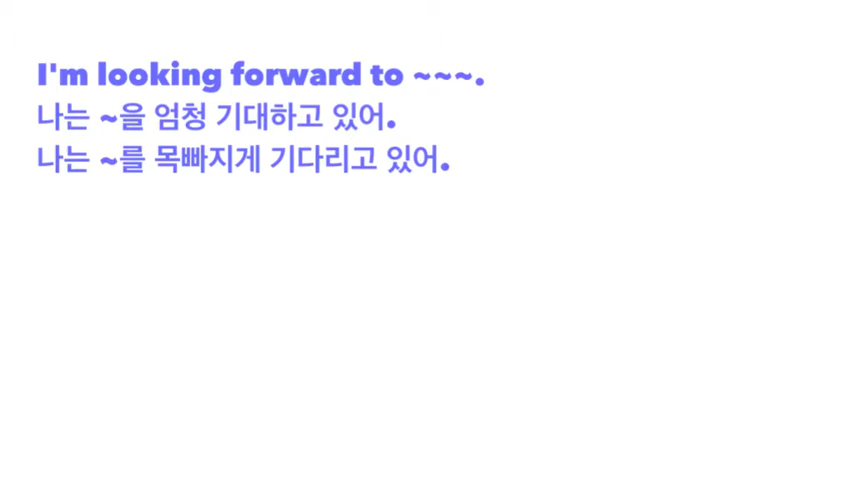 I'm looking forward to ~~~.
나는 ~을 엄청 기대하고 있어.
나는 ~를 목빠지게 기다리고 있어.